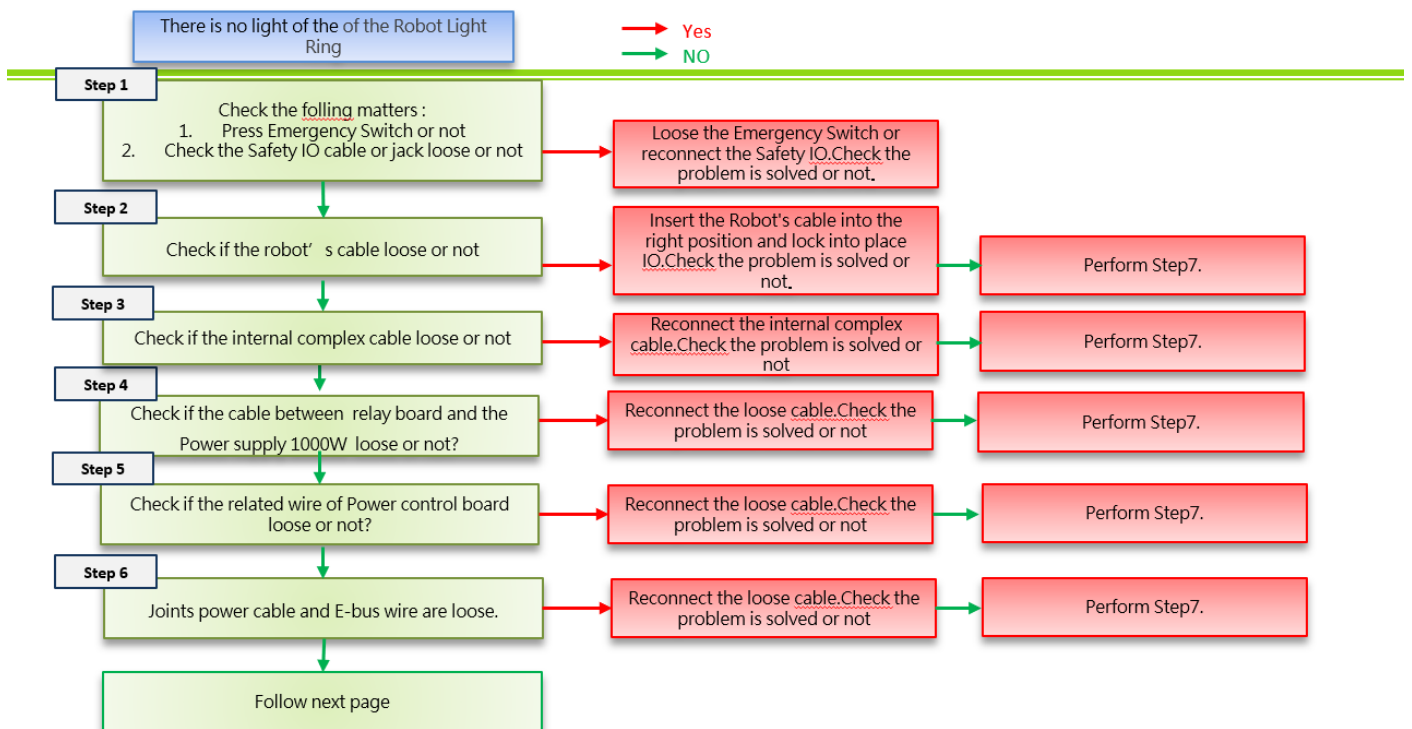 There is no light of the of the Robot Light
Ring
Yes
NO
Step 1
Check the folling matters :
1. Press Emergency Switch or not
2. Check the Safety IO cable or jack loose or not
Loose the Emergency Switch or
reconnect the Safety IO.Check the
problem is solved or not.
Step 2
Check if the robot’ s cable loose or not
Insert the Robot's cable into the
right position and lock into place
IO.Check the problem is solved or
not.
Perform Step7.
Step 3
Check if the internal complex cable loose or not
Reconnect the internal complex
cable.Check the problem is solved or
not
Perform Step7.
Step 4
Check if the cable between relay board and the
Power supply 1000W loose or not?
Reconnect the loose cable.Check the
problem is solved or not
Perform Step7.
Step 5
Check if the related wire of Power control board
loose or not?
Reconnect the loose cable.Check the
problem is solved or not
Perform Step7.
Step 6
Joints power cable and E-bus wire are loose.
Reconnect the loose cable.Check the
problem is solved or not
Perform Step7.
Follow next page